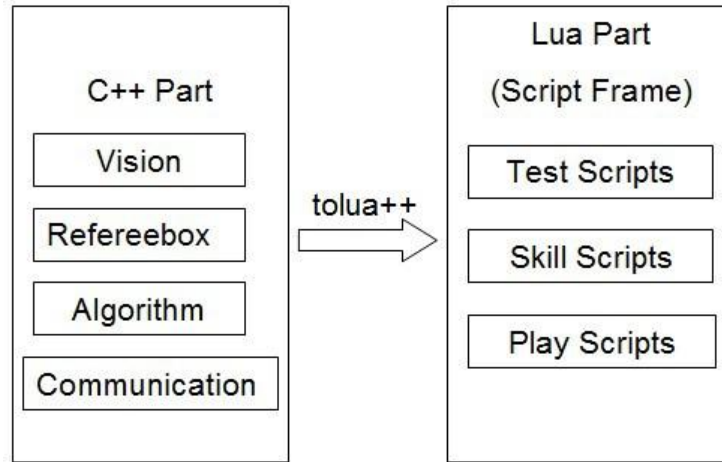 C++ Part
Vision
Refereebox
Algorithm
Communication
tolua++
Lua Part
(Script Frame)
Test Scripts
Skill Scripts
Play Scripts